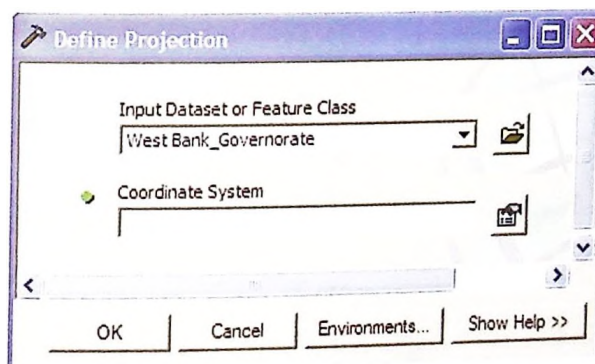 Define Projection
Input Dataset or Feature Class
West Bank_Governorate
Coordinate System
OK
Cancel
Environments...
Show Help >>